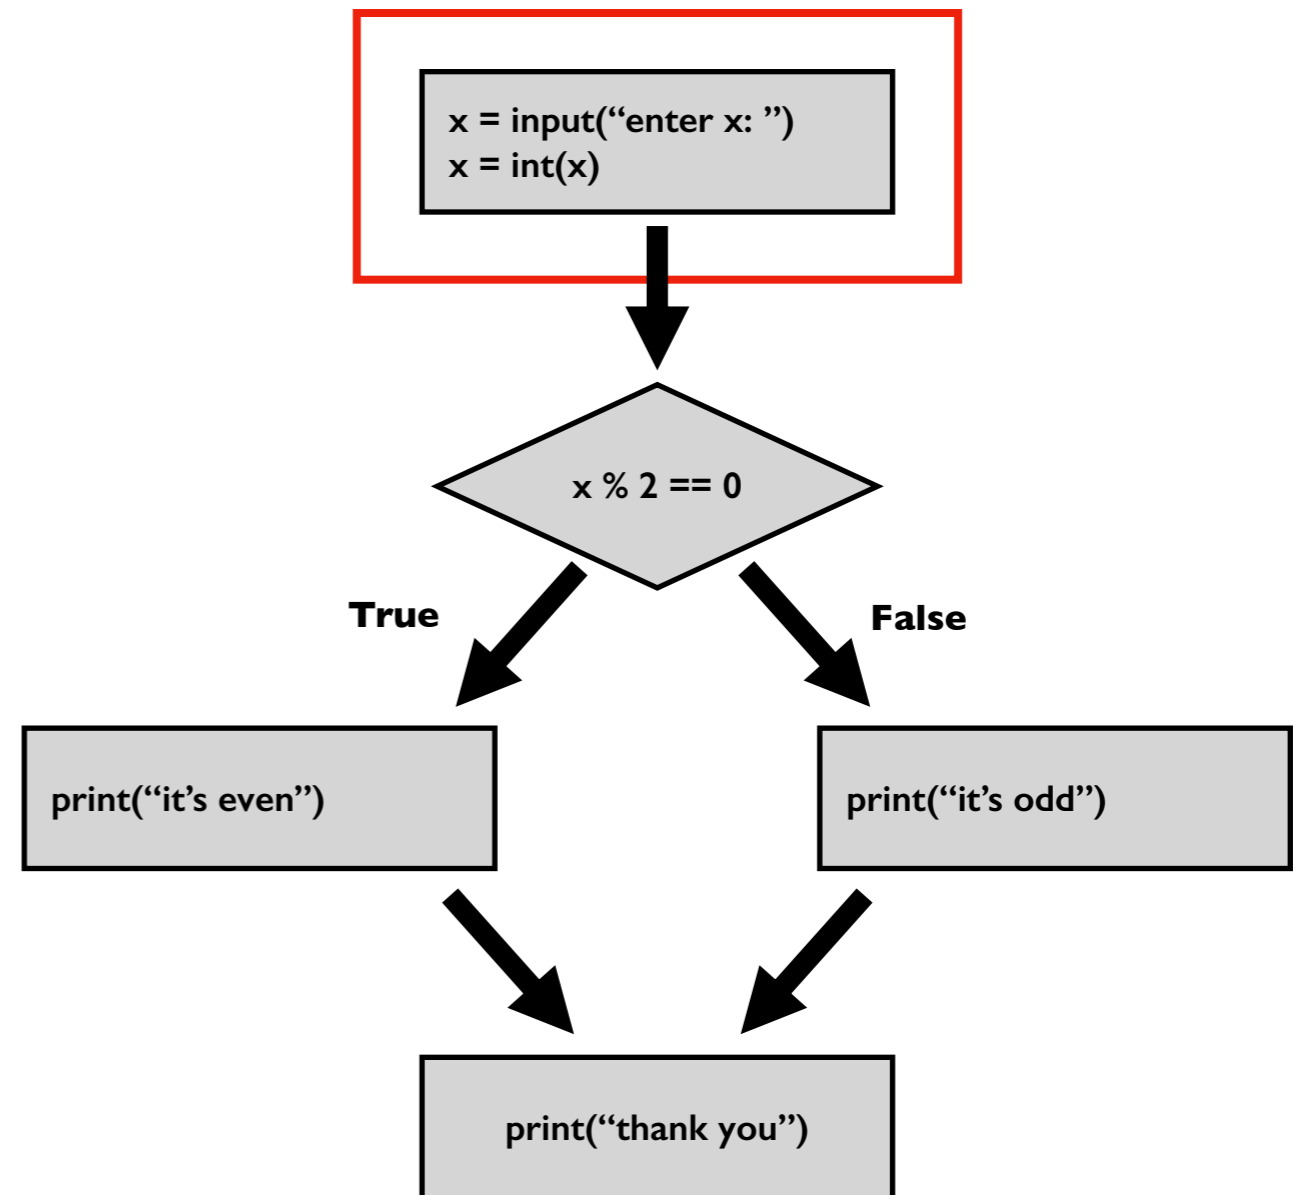 x = input(“enter x: ”)
x = int(x)
x % 2 == 0
True
False
print(“it’s even”)
print(“it’s odd”)
print(“thank you”)